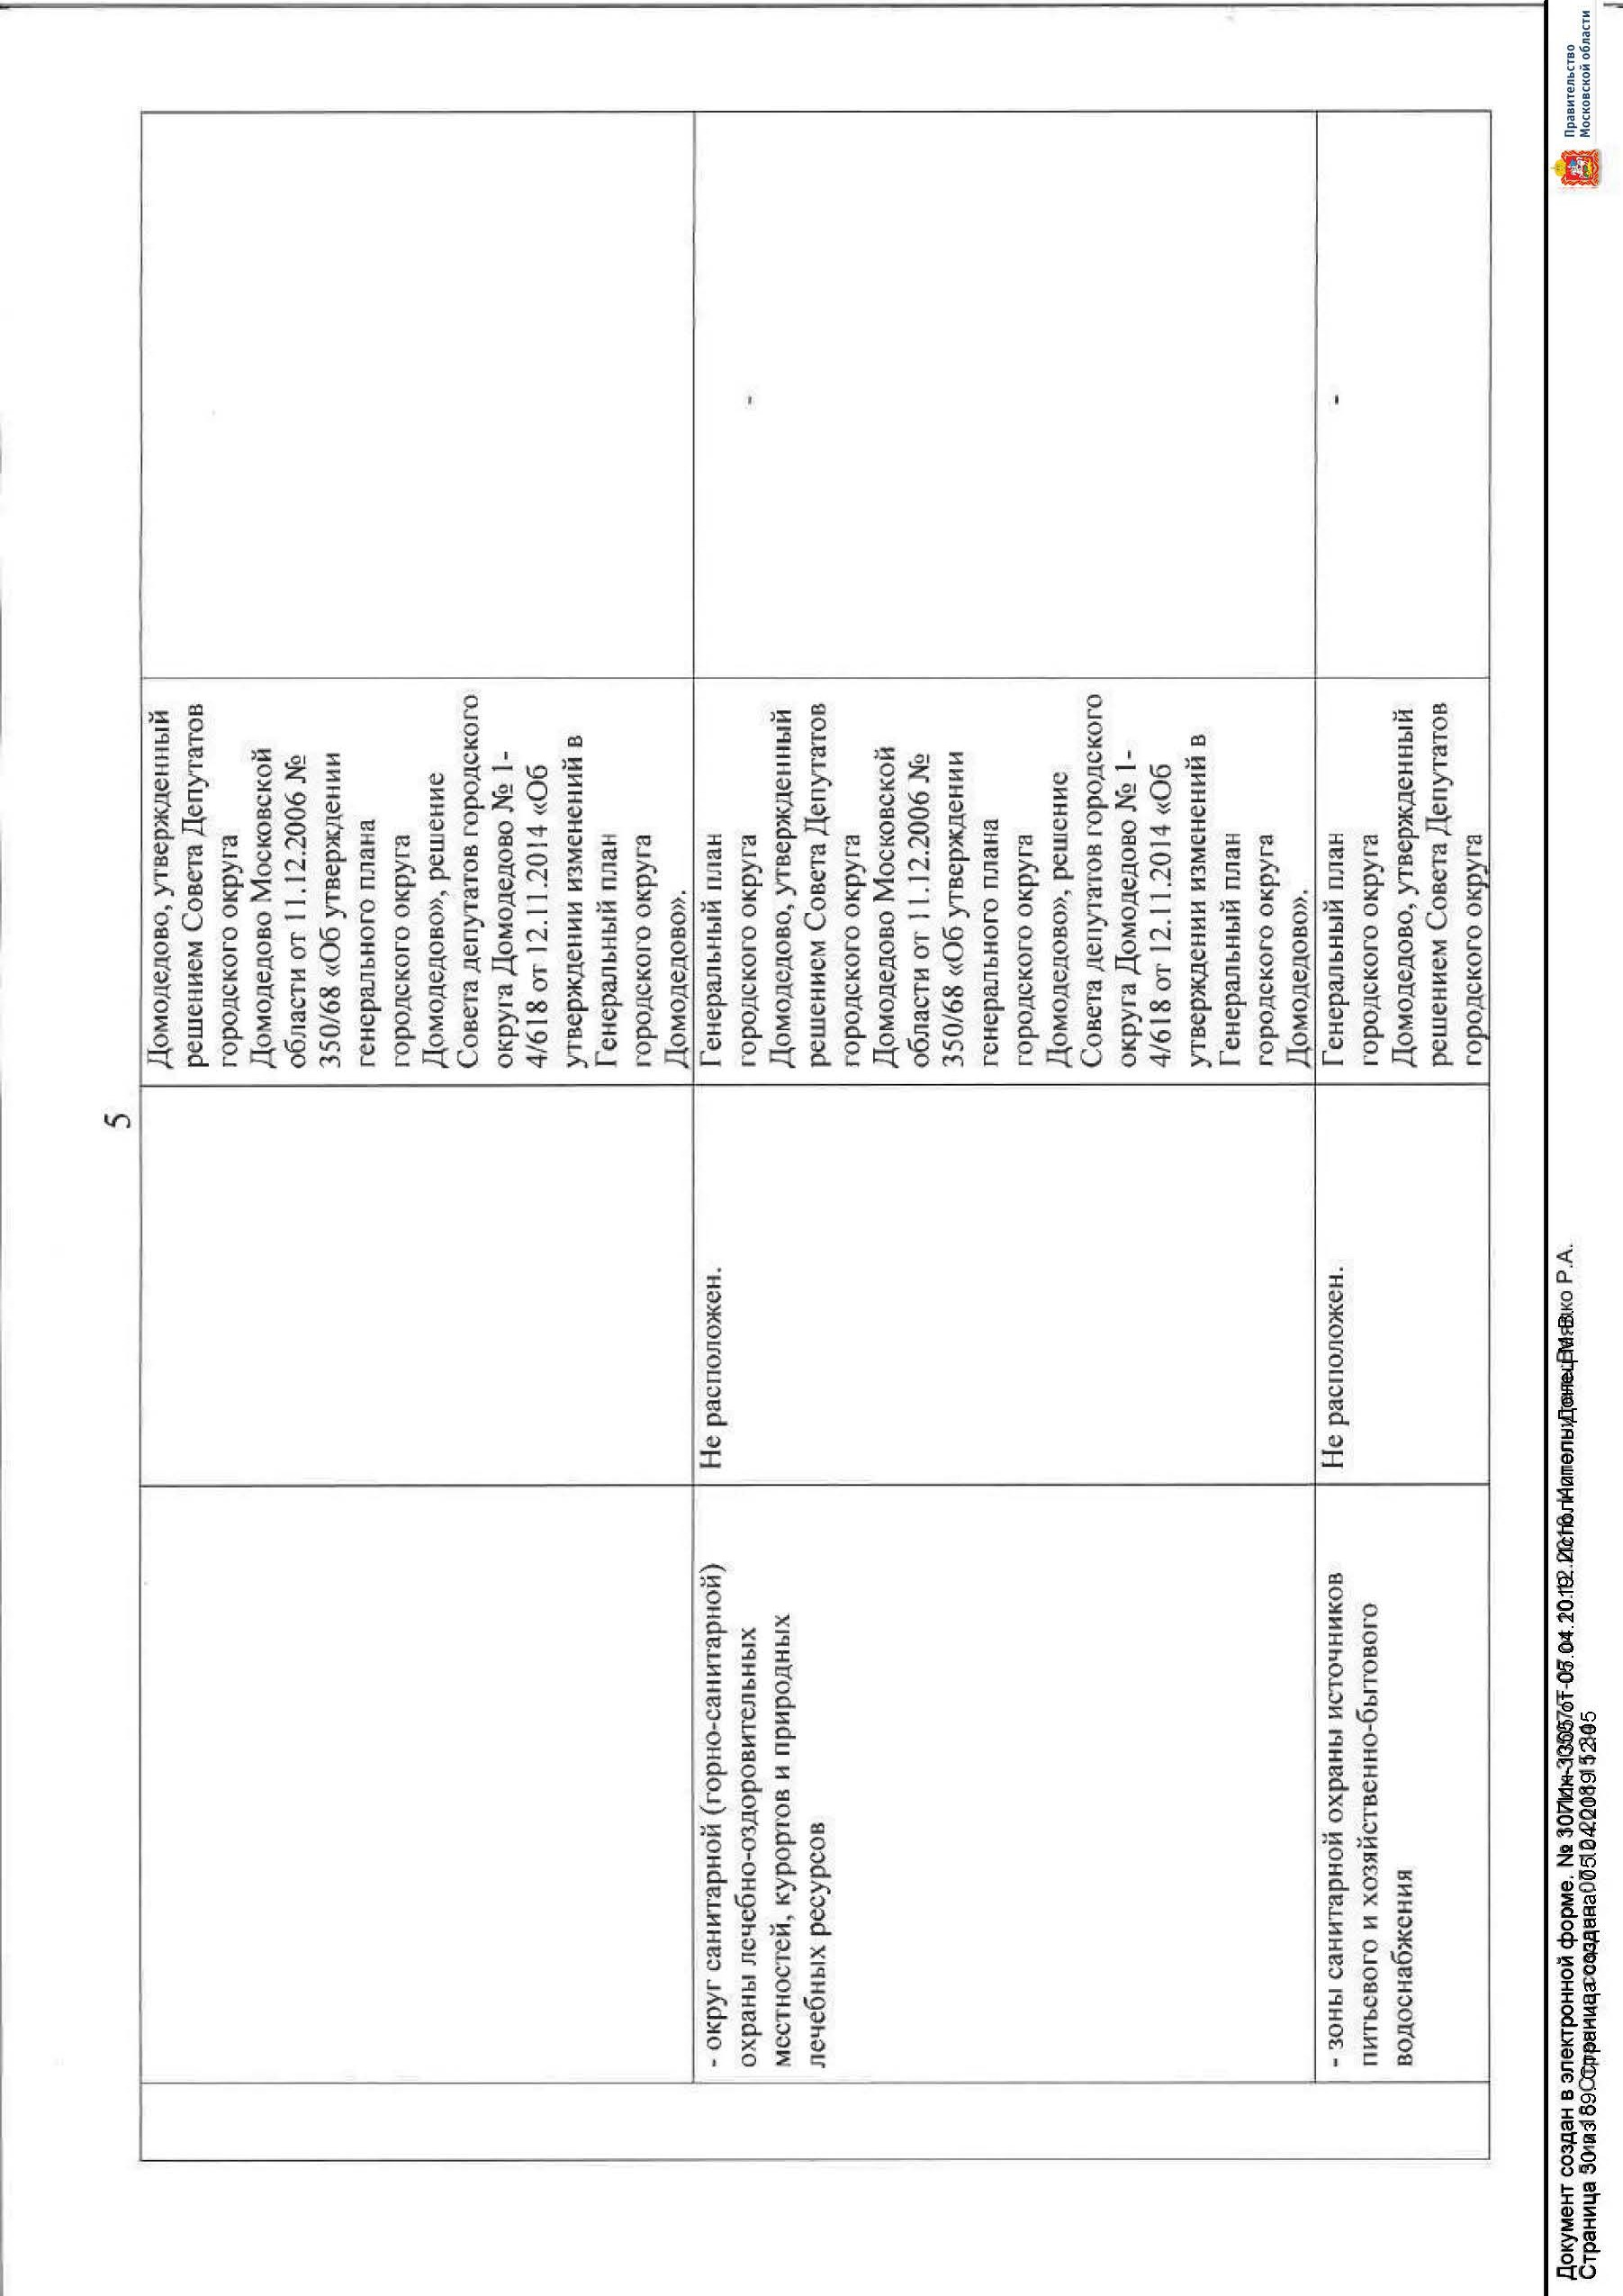 5
Домодедово, утвержденный
решением Совета Депутатов
городского округа
Домодедово Московской
области от 11.12.2006 №
350/68 «Об утверждении
генерального плана
городского округа
Домодедово», решение
Совета депутатов городского
округа Домодедово № 1-
4/618 от 12.11.2014 «Об
утверждении изменений в
Генеральный план
городского округа
Домодедово».
- округ санитарной (горно-санитарной)
охраны лечебно-оздоровительных
местностей, курортов и природных
лечебных ресурсов
Не расположен.
Генеральный план
городского округа
Домодедово, утвержденный
решением Совета Депутатов
городского округа
Домодедово Московской
области от 11.12.2006 №
350/68 «Об утверждении
генерального плана
городского округа
Домодедово», решение
Совета депутатов городского
округа Домодедово № 1-
4/618 от 12.11.2014 «Об
утверждении изменений в
Генеральный план
городского округа
Домодедово».
-
- зоны санитарной охраны источников
питьевого и хозяйственно-бытового
водоснабжения
Не расположен.
Генеральный план
городского округа
Домодедово, утвержденный
решением Совета Депутатов
городского округа
-
Документ создан в электронной форме. №
Страница
Правительство
Московской области